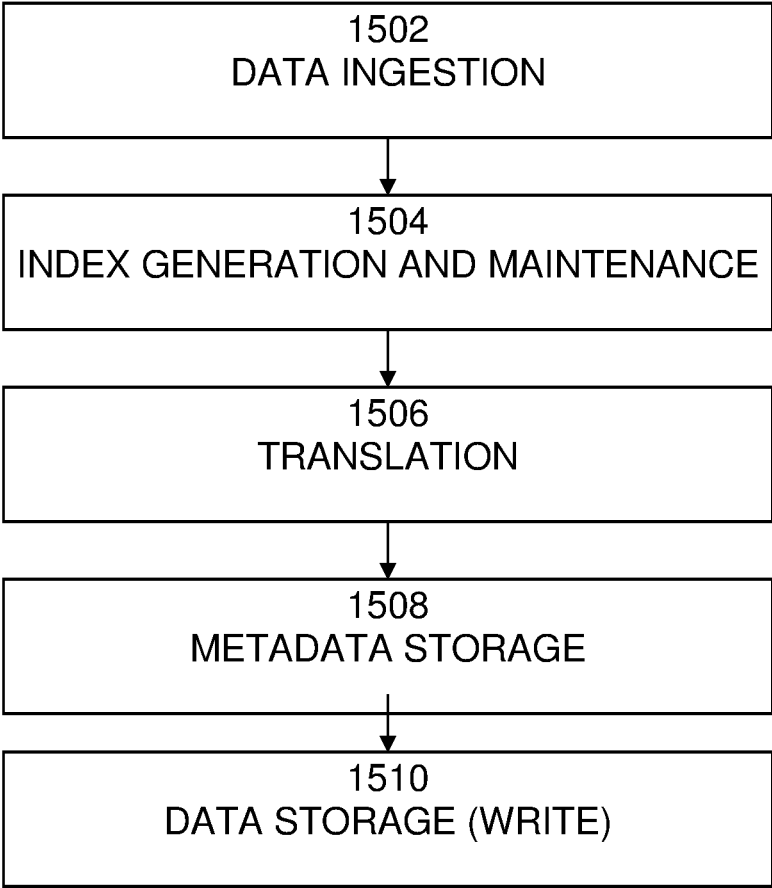 1502
DATA INGESTION
1504
INDEX GENERATION AND MAINTENANCE
1506
TRANSLATION
1508
METADATA STORAGE
1510
DATA STORAGE (WRITE)